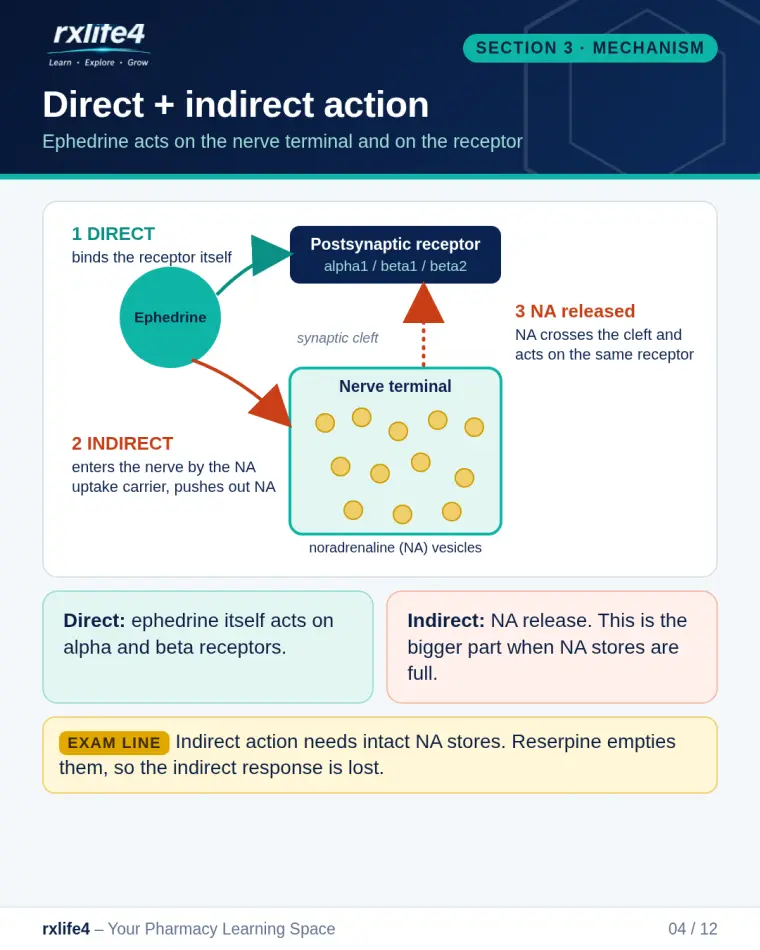 rxlite4
Learn • Explore • Grow
SECTION 3 · MECHANISM
Direct + indirect action
Ephedrine acts on the nerve terminal and on the receptor
1 DIRECT
binds the receptor itself
Postsynaptic receptor
alpha1 / beta1 / beta2
Ephedrine
3 NA released
NA crosses the cleft and
acts on the same receptor
synaptic cleft
Nerve terminal
2 INDIRECT
enters the nerve by the NA
uptake carrier, pushes out NA
noradrenaline (NA) vesicles
Direct: ephedrine itself acts on
alpha and beta receptors.
Indirect: NA release. This is the
bigger part when NA stores are
full.
EXAM LINE Indirect action needs intact NA stores. Reserpine empties
them, so the indirect response is lost.
rxlife4 – Your Pharmacy Learning Space
04 / 12